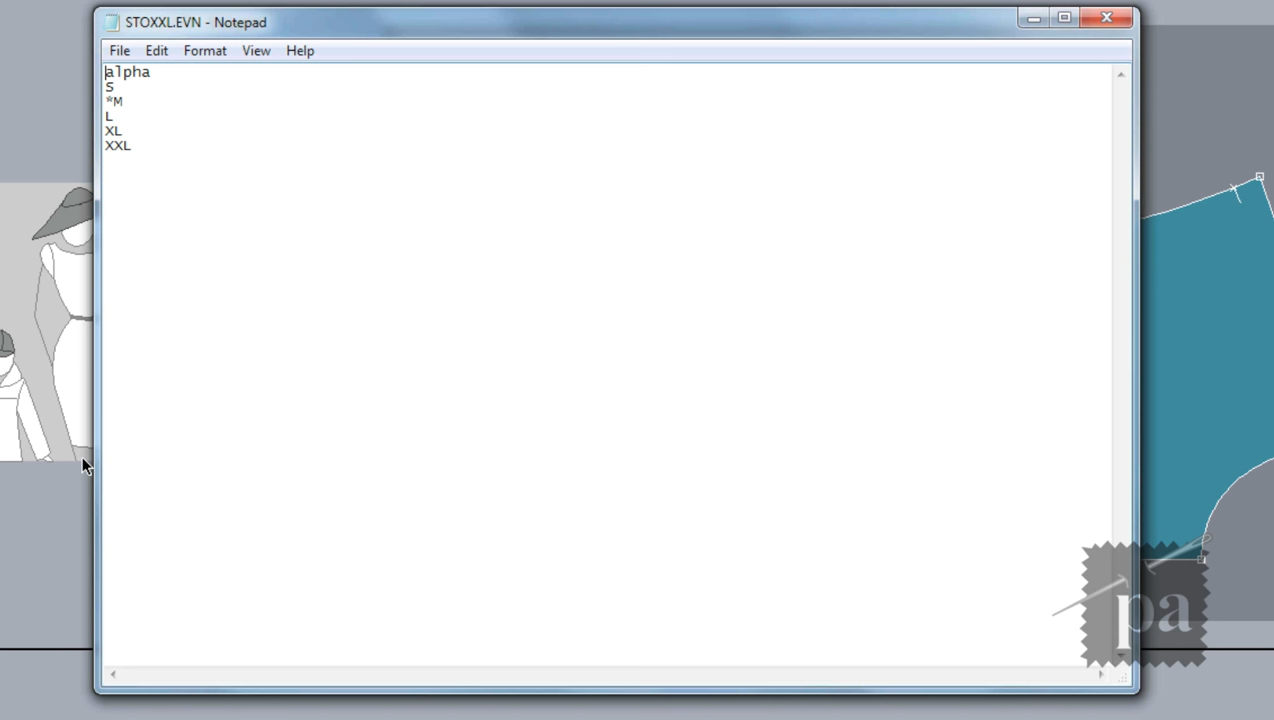 STOXXL.EVN - Notepad
File Edit Format View Help
alpha
S
*M
L
XL
XXL
pa